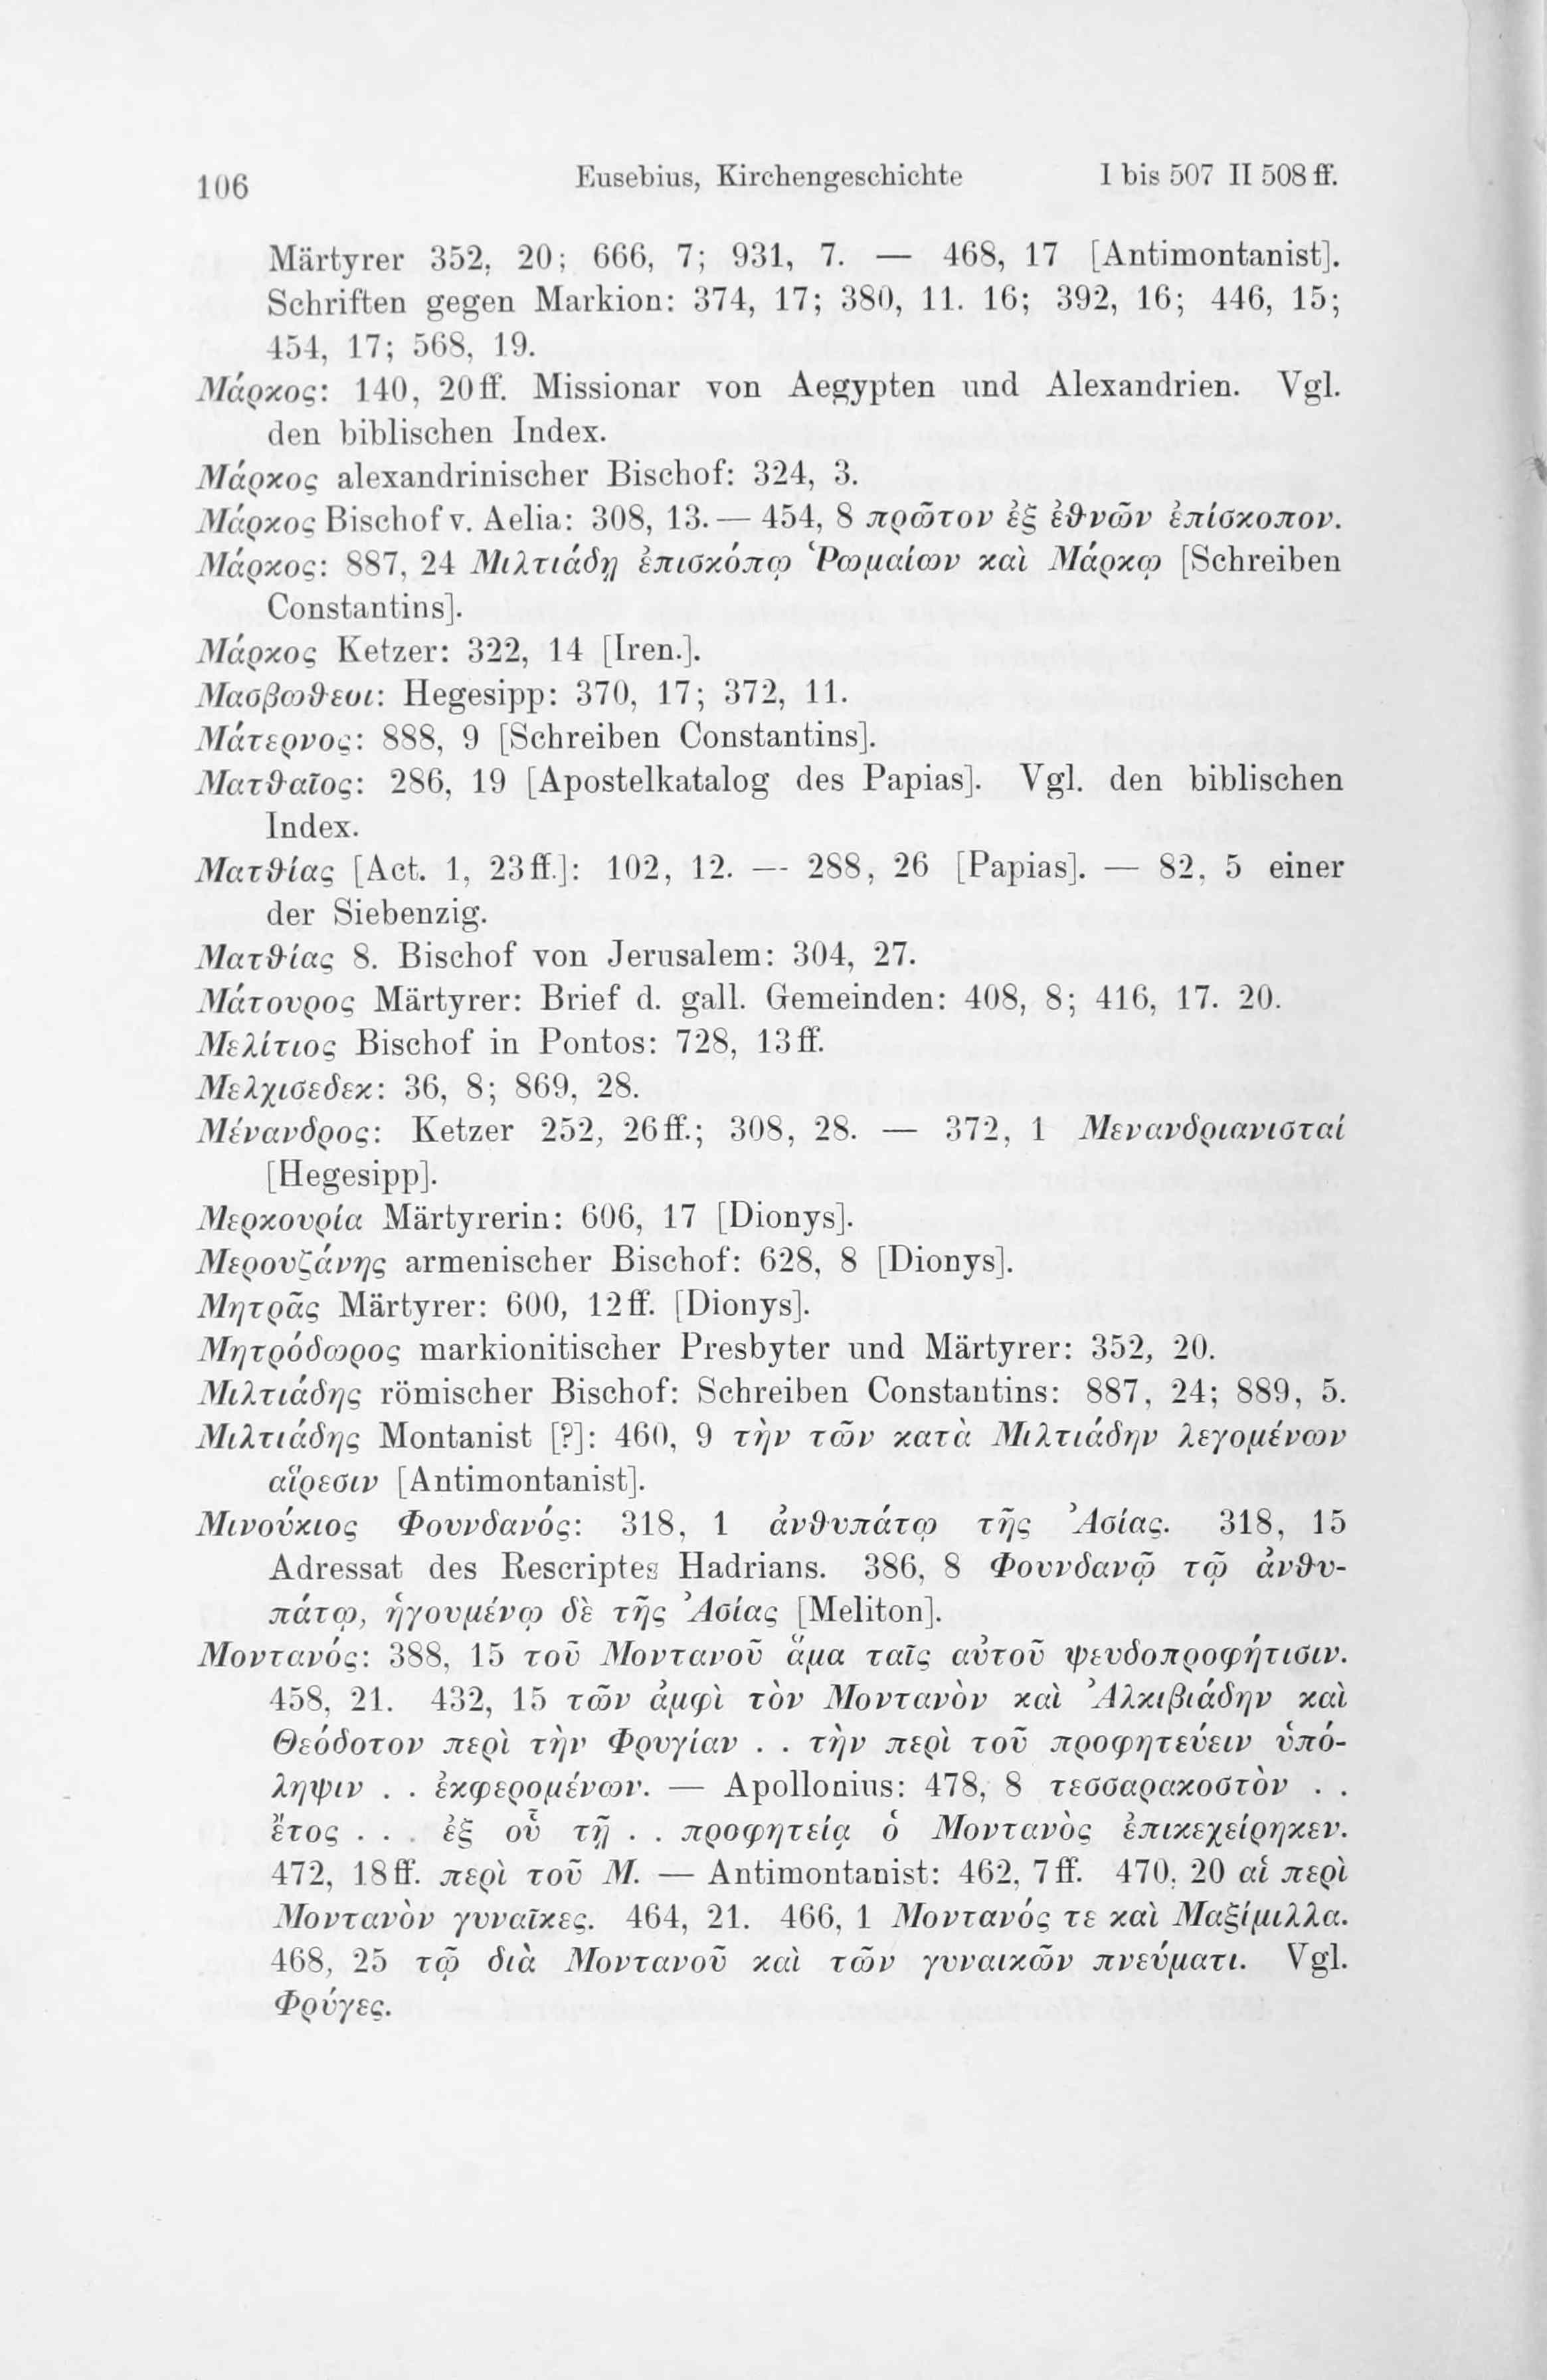 106 Eusebius, Kirchengeschichte I bis 507 II 508 ff.
Märtyrer 352, 20; 666, 7; 931, 7. — 468, 17 [Antimontanist].
Schriften gegen Markion: 374, 17; 380, 11. 16; 392, 16; 446, 15;
454, 17; 568, 19.
Μάρκος: 140, 20 ff. Missionar von Aegypten und Alexandrien. Vgl.
den biblischen Index.
Μάρκος alexandrinischer Bischof: 324, 3.
Μάρκος Bischof v. Aelia: 308, 13. — 454, 8 πρῶτον ἐξ ἐθνῶν ἐπίσκοπον.
Μάρκος: 887, 24 Μιλτιάδῃ ἐπισκόπῳ Ῥωμαίων καὶ Μάρκῳ [Schreiben
Constantins].
Μάρκος Ketzer: 322, 14 [Iren.].
Μασβωθεοι: Hegesipp: 370, 17; 372, 11.
Μάτερνος: 888, 9 [Schreiben Constantins].
Ματθαῖος: 286, 19 [Apostelkatalog des Papias]. Vgl. den biblischen
Index.
Ματθίας [Act. 1, 23 ff.]: 102, 12. — 288, 26 [Papias]. — 82, 5 einer
der Siebenzig.
Ματθίας 8. Bischof von Jerusalem: 304, 27.
Μάτουρος Märtyrer: Brief d. gall. Gemeinden: 408, 8; 416, 17. 20.
Μελίτιος Bischof in Pontos: 728, 13 ff.
Μελχισεδεκ: 36, 8; 869, 28.
Μένανδρος: Ketzer 252, 26 ff.; 308, 28. — 372, 1 Μενανδριανισταί
[Hegesipp].
Μερκουρία Märtyrerin: 606, 17 [Dionys].
Μερουζάνης armenischer Bischof: 628, 8 [Dionys].
Μητρᾶς Märtyrer: 600, 12 ff. [Dionys].
Μητρόδωρος markionitischer Presbyter und Märtyrer: 352, 20.
Μιλτιάδης römischer Bischof: Schreiben Constantins: 887, 24; 889, 5.
Μιλτιάδης Montanist [?]: 460, 9 τὴν τῶν κατὰ Μιλτιάδην λεγομένων
αἵρεσιν [Antimontanist].
Μινούκιος Φουνδανός: 318, 1 ἀνθυπάτῳ τῆς Ἀσίας. 318, 15
Adressat des Rescriptes Hadrians. 386, 8 Φουνδανῷ τῷ ἀνθυ-
πάτῳ, ἡγουμένῳ δὲ τῆς Ἀσίας [Meliton].
Μοντανός: 388, 15 τοῦ Μοντανοῦ ἅμα ταῖς αὐτοῦ ψευδοπροφήτισιν.
458, 21. 432, 15 τῶν ἀμφὶ τὸν Μοντανὸν καὶ Ἀλκιβιάδην καὶ
Θεόδοτον περὶ τὴν Φρυγίαν . . τὴν περὶ τοῦ προφητεύειν ὑπό-
ληψιν . . ἐκφερομένων. — Apollonius: 478, 8 τεσσαρακοστὸν . .
ἔτος . . . ἐξ οὗ τῇ . . προφητείᾳ ὁ Μοντανὸς ἐπικεχείρηκεν.
472, 18 ff. περὶ τοῦ Μ. — Antimontanist: 462, 7 ff. 470, 20 αἱ περὶ
Μοντανὸν γυναῖκες. 464, 21. 466, 1 Μοντανός τε καὶ Μαξίμιλλα.
468, 25 τῷ διὰ Μοντανοῦ καὶ τῶν γυναικῶν πνεύματι. Vgl.
Φρύγες.